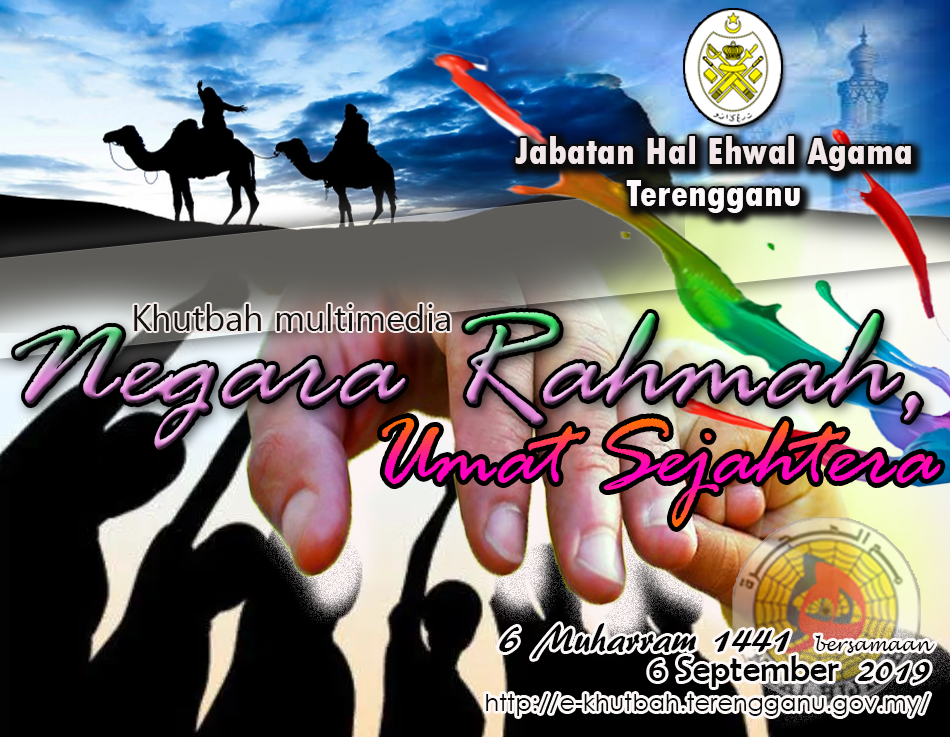 Jabatan Hal Ehwal Agama
Terengganu
Khutbah multimedia
Negara Rahmah,
Umat Sejahtera
6 Muharram 1441 bersamaan
6 September 2019
http://e-khutbah.terengganu.gov.my/